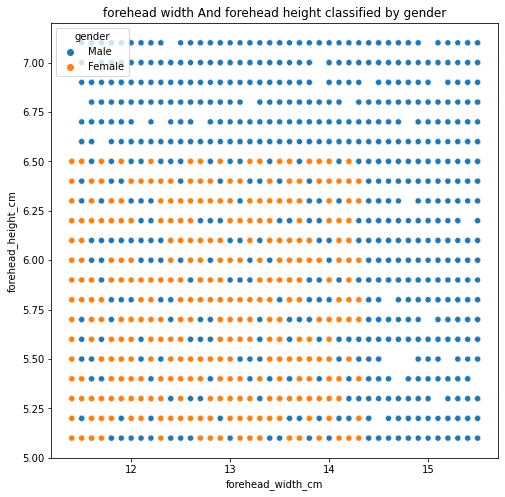 forehead width And forehead height classified by gender
gender
Male
Female
7.00
6.75
6.50
6.25
6.00
5.75
5.50
5.25
5.00
forehead_height_cm
12 13 14 15
forehead_width_cm